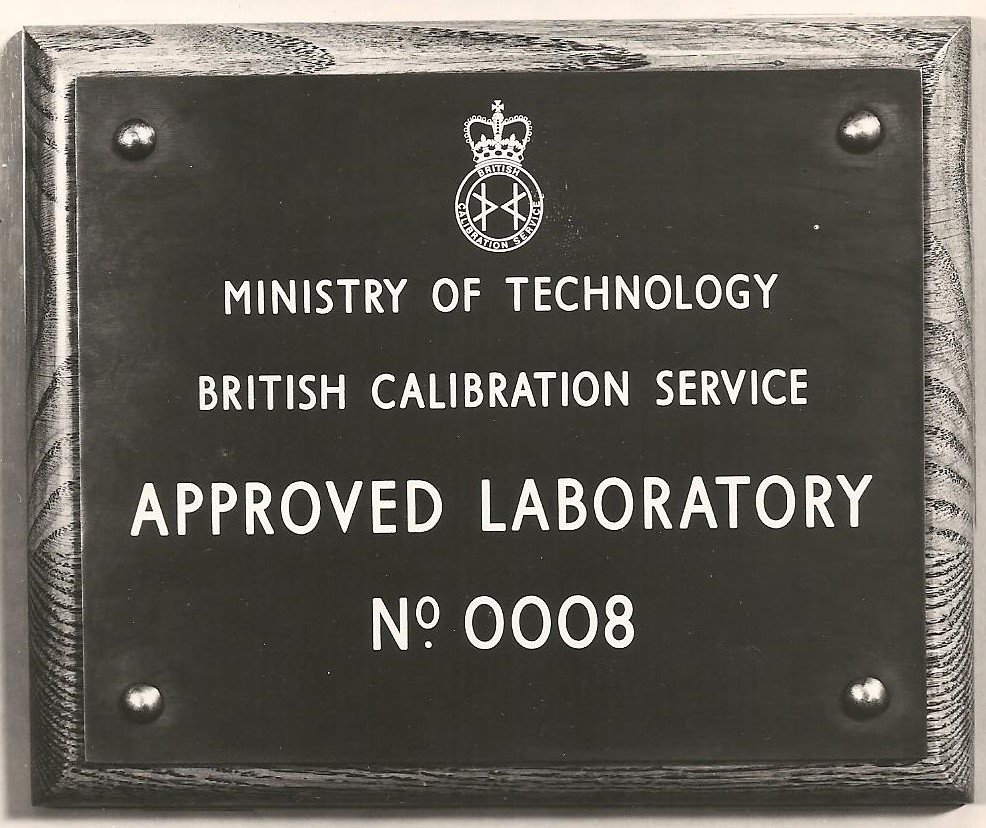 BRITISH
CALIBRATION SERVICE
MINISTRY OF TECHNOLOGY
BRITISH CALIBRATION SERVICE
APPROVED LABORATORY
Nº 0008